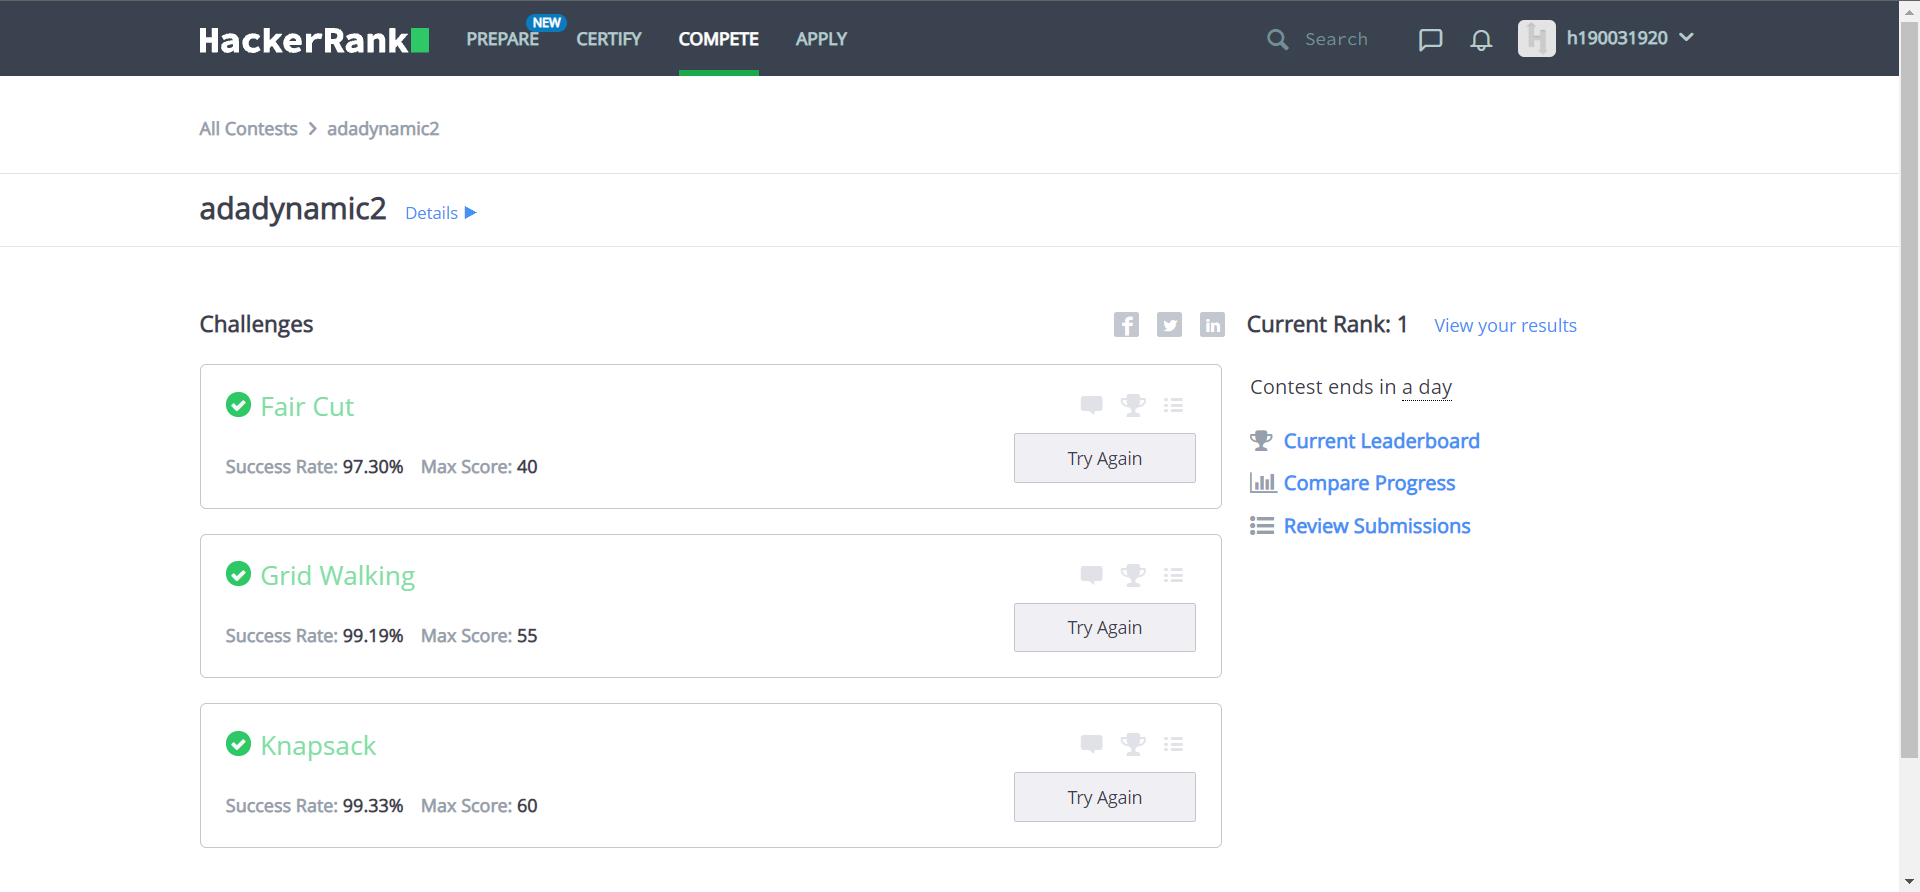 HackerRank PREPARE NEW CERTIFY COMPETE APPLY Search h190031920
All Contests > adadynamic2
adadynamic2 Details ▶
Challenges
Current Rank: 1 View your results
Fair Cut
Success Rate: 97.30% Max Score: 40
Try Again
Contest ends in a day
Current Leaderboard
Compare Progress
Review Submissions
Grid Walking
Success Rate: 99.19% Max Score: 55
Try Again
Knapsack
Success Rate: 99.33% Max Score: 60
Try Again